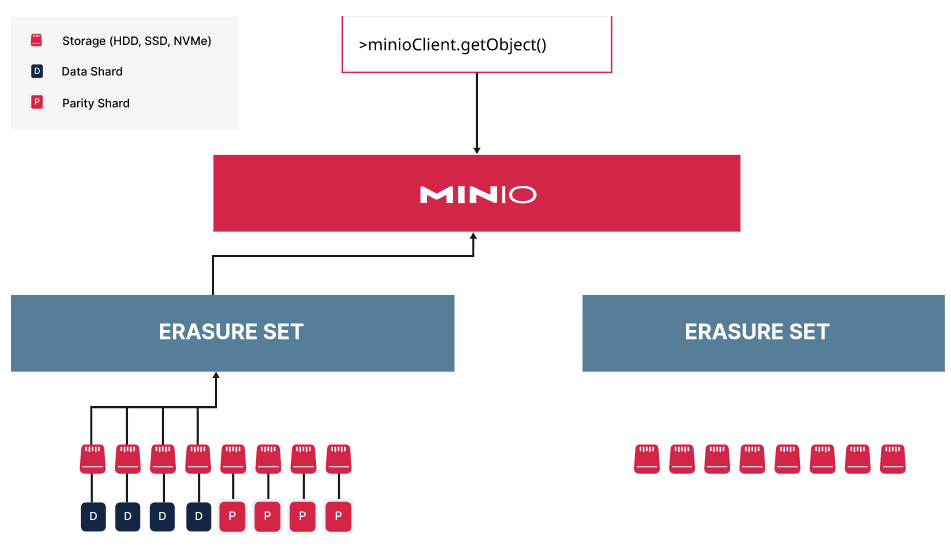 Storage (HDD, SSD, NVMe)
D Data Shard
P Parity Shard
>minioClient.getObject()
MINIO
ERASURE SET
ERASURE SET
D D D D P P P P